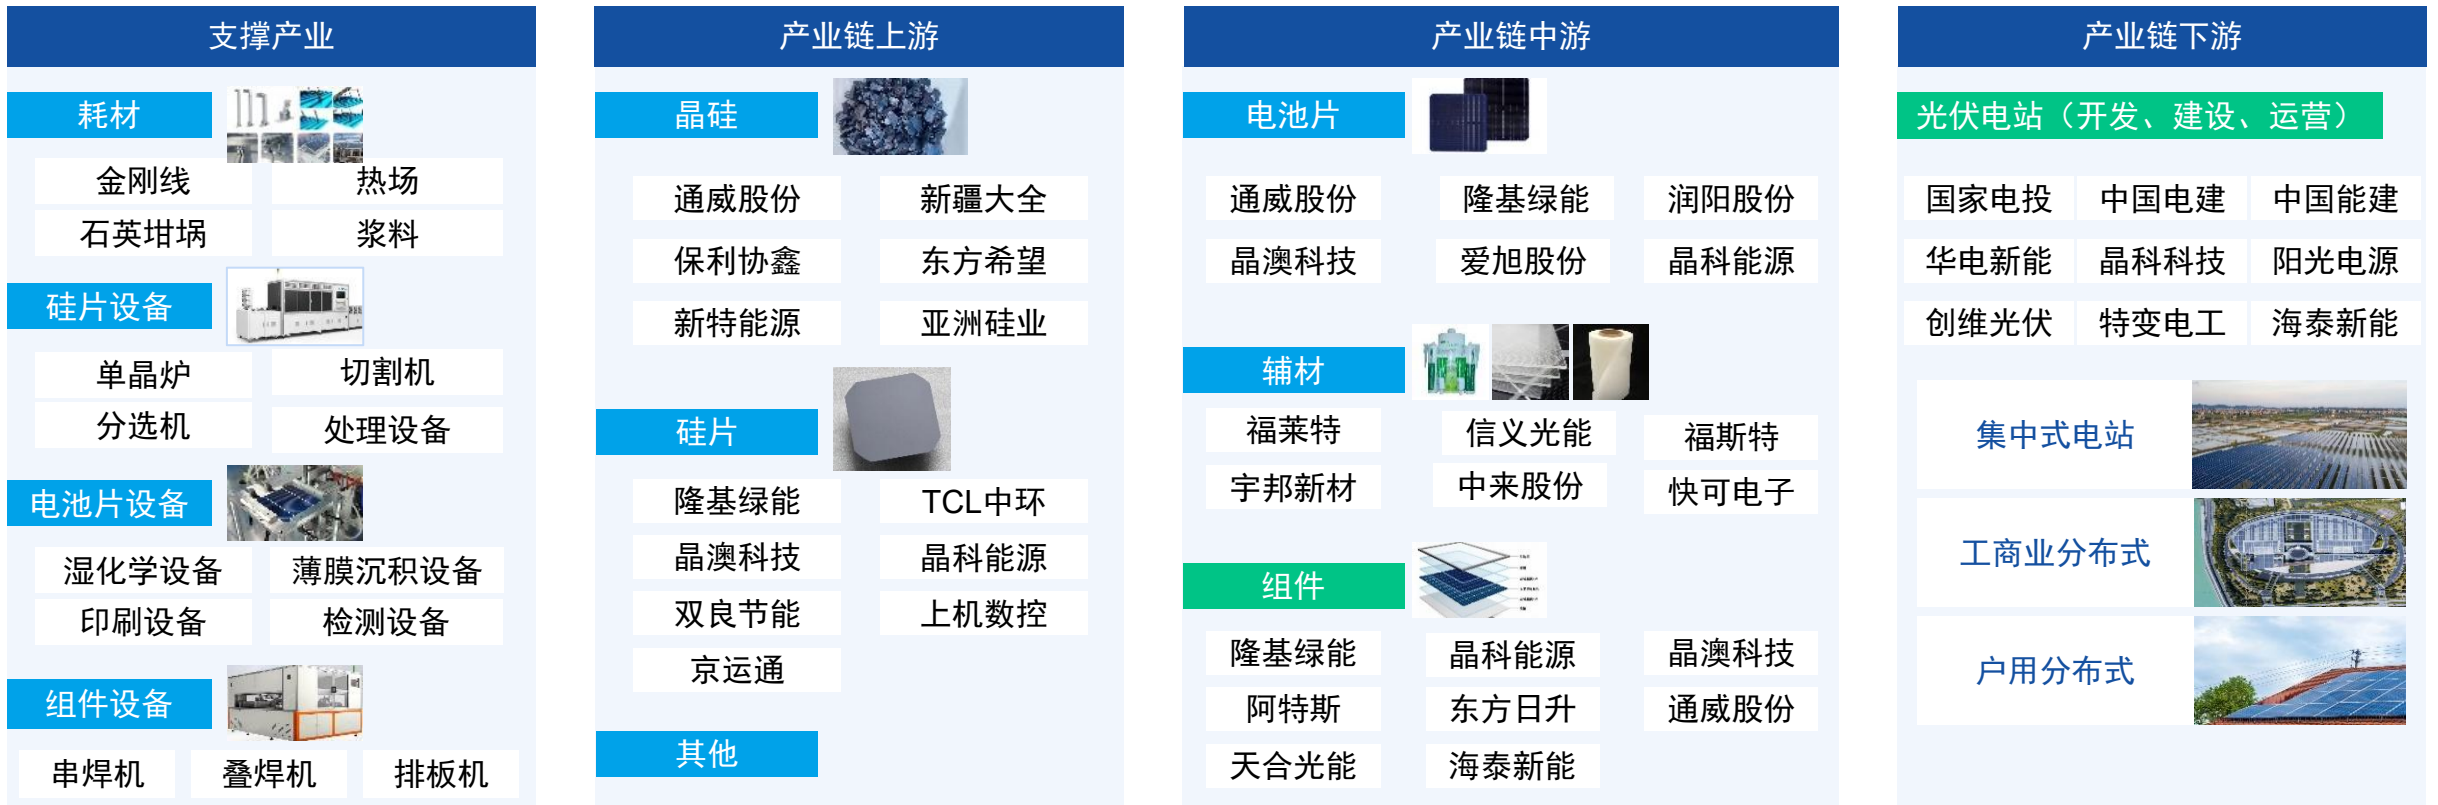 支撑产业
耗材
金刚线 热场
石英坩埚 浆料
硅片设备
单晶炉 切割机
分选机 处理设备
电池片设备
湿化学设备 薄膜沉积设备
印刷设备 检测设备
组件设备
串焊机 叠焊机 排板机
产业链上游
晶硅
通威股份 新疆大全
保利协鑫 东方希望
新特能源 亚洲硅业
硅片
隆基绿能 TCL中环
晶澳科技 晶科能源
双良节能 上机数控
京运通
其他
产业链中游
电池片
通威股份 隆基绿能 润阳股份
晶澳科技 爱旭股份 晶科能源
辅材
福莱特 信义光能 福斯特
宇邦新材 中来股份 快可电子
组件
隆基绿能 晶科能源 晶澳科技
阿特斯 东方日升 通威股份
天合光能 海泰新能
产业链下游
光伏电站（开发、建设、运营）
国家电投 中国电建 中国能建
华电新能 晶科科技 阳光电源
创维光伏 特变电工 海泰新能
集中式电站
工商业分布式
户用分布式